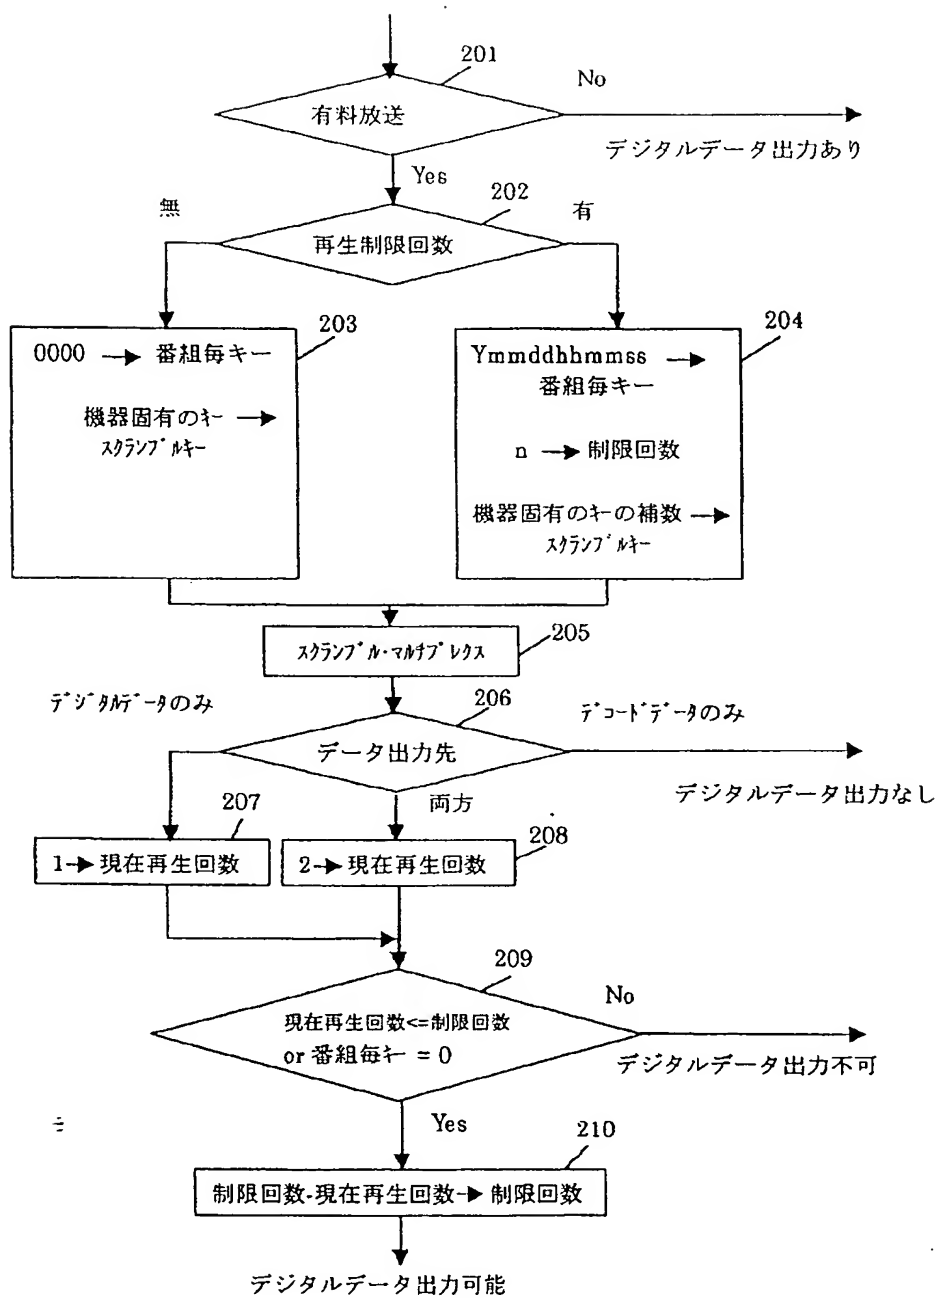 201
No
有料放送
デジタルデータ出力あり
Yes
202
無
有
再生制限回数
203
0000 → 番組毎キー
機器固有のｷｰ →
ｽｸﾗﾝﾌﾞﾙｷｰ
204
Ymmddhhmmss →
番組毎キー
n → 制限回数
機器固有のｷｰの補数 →
ｽｸﾗﾝﾌﾞﾙｷｰ
205
ｽｸﾗﾝﾌﾞﾙ･ﾏﾙﾁﾌﾟﾚｸｽ
ﾃﾞｼﾞﾀﾙﾃﾞｰﾀのみ
206
ﾃﾞｺｰﾄﾞﾃﾞｰﾀのみ
データ出力先
デジタルデータ出力なし
両方
207
1→ 現在再生回数
208
2→ 現在再生回数
209
No
現在再生回数<=制限回数
or 番組毎ｷｰ = 0
デジタルデータ出力不可
Yes
210
制限回数-現在再生回数→ 制限回数
デジタルデータ出力可能